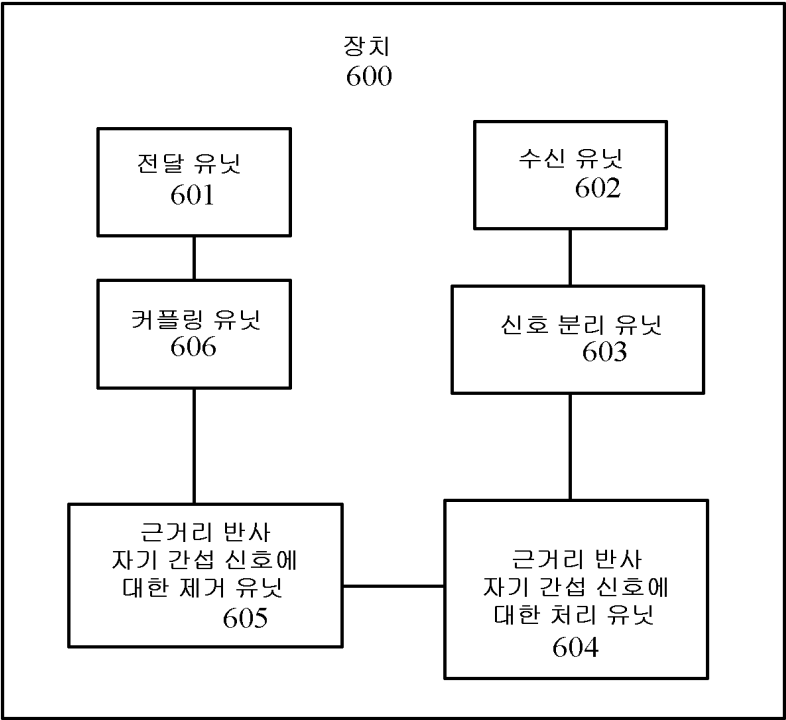 장치
600
전달 유닛
601
수신 유닛
602
커플링 유닛
606
신호 분리 유닛
603
근거리 반사
자기 간섭 신호에
대한 제거 유닛
605
근거리 반사
자기 간섭 신호에
대한 처리 유닛
604